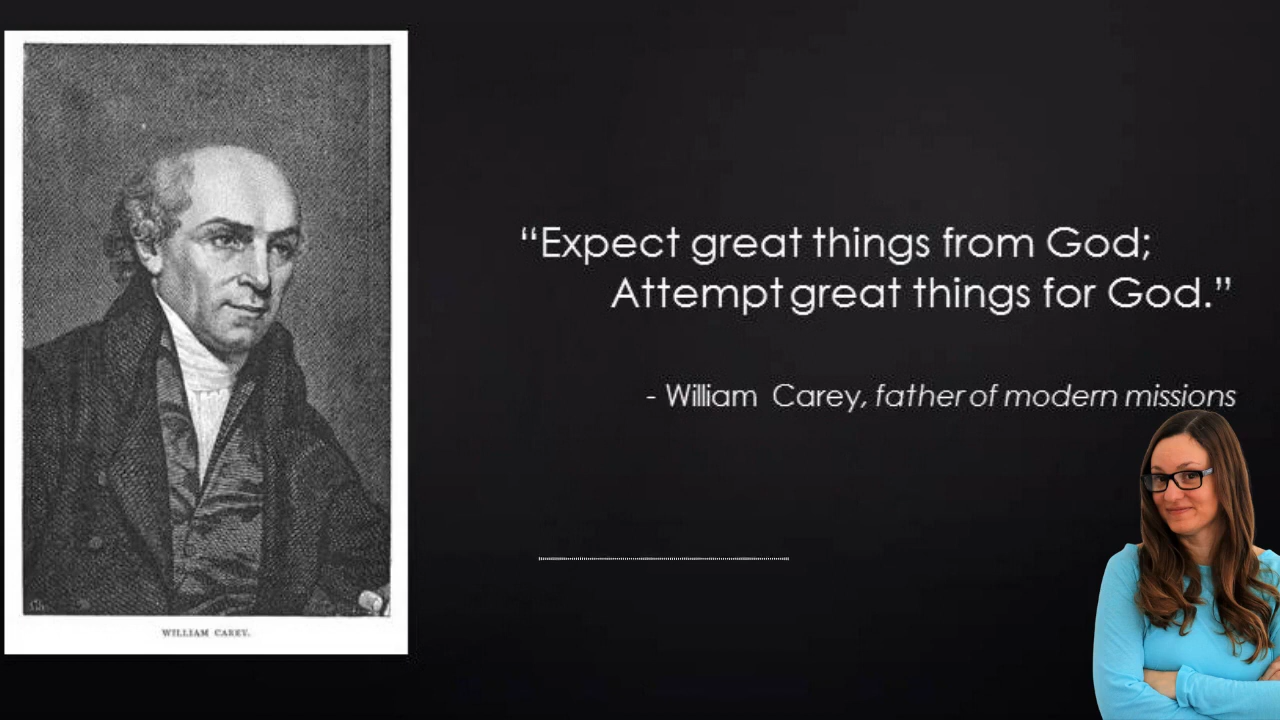 WILLIAM CAREY.
“Expect great things from God;
Attempt great things for God.”
- William Carey, father of modern missions